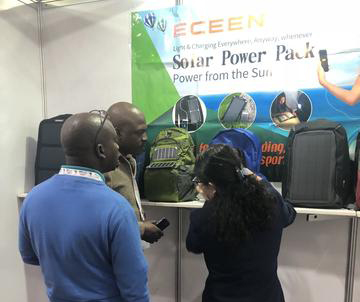 ECEEN
Light & Charging Everywhere, Anyway, whenever
Solar Power Pack
Power from the Sun